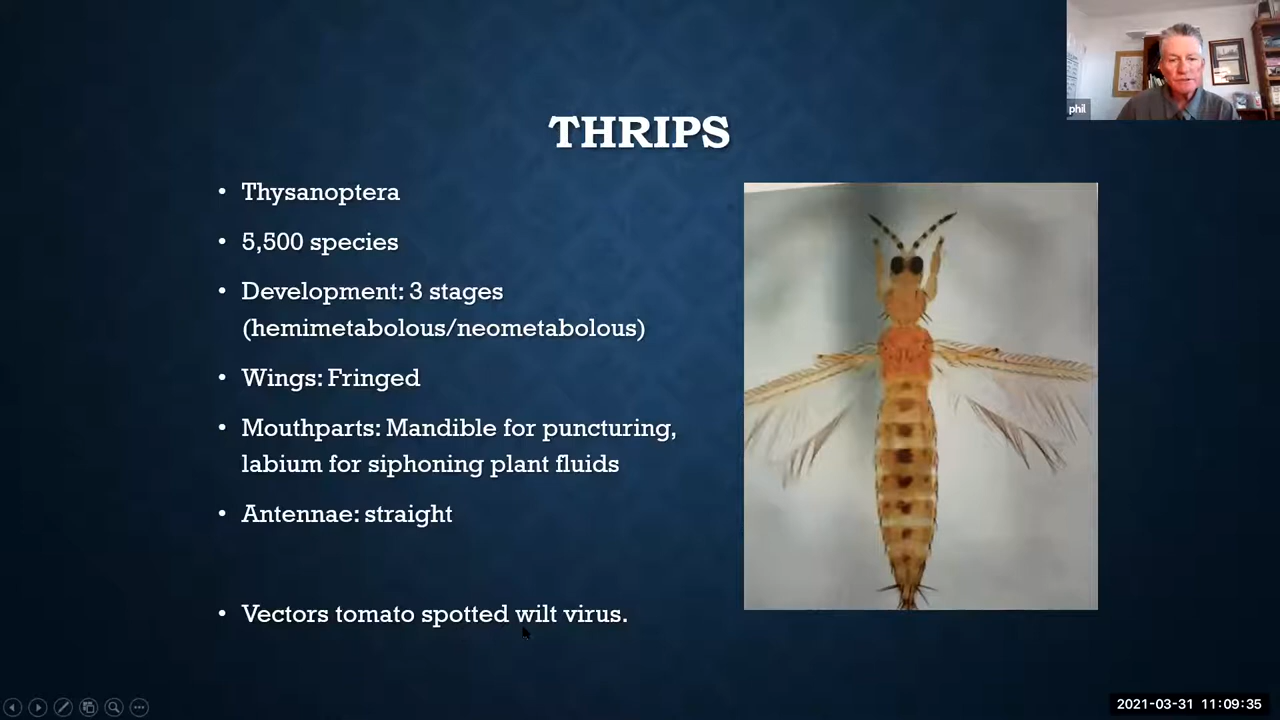 phil
THRIPS
• Thysanoptera
• 5,500 species
• Development: 3 stages
(hemimetabolous/neometabolous)
• Wings: Fringed
• Mouthparts: Mandible for puncturing,
labium for siphoning plant fluids
• Antennae: straight
• Vectors tomato spotted wilt virus.
2021-03-31 11:09:35